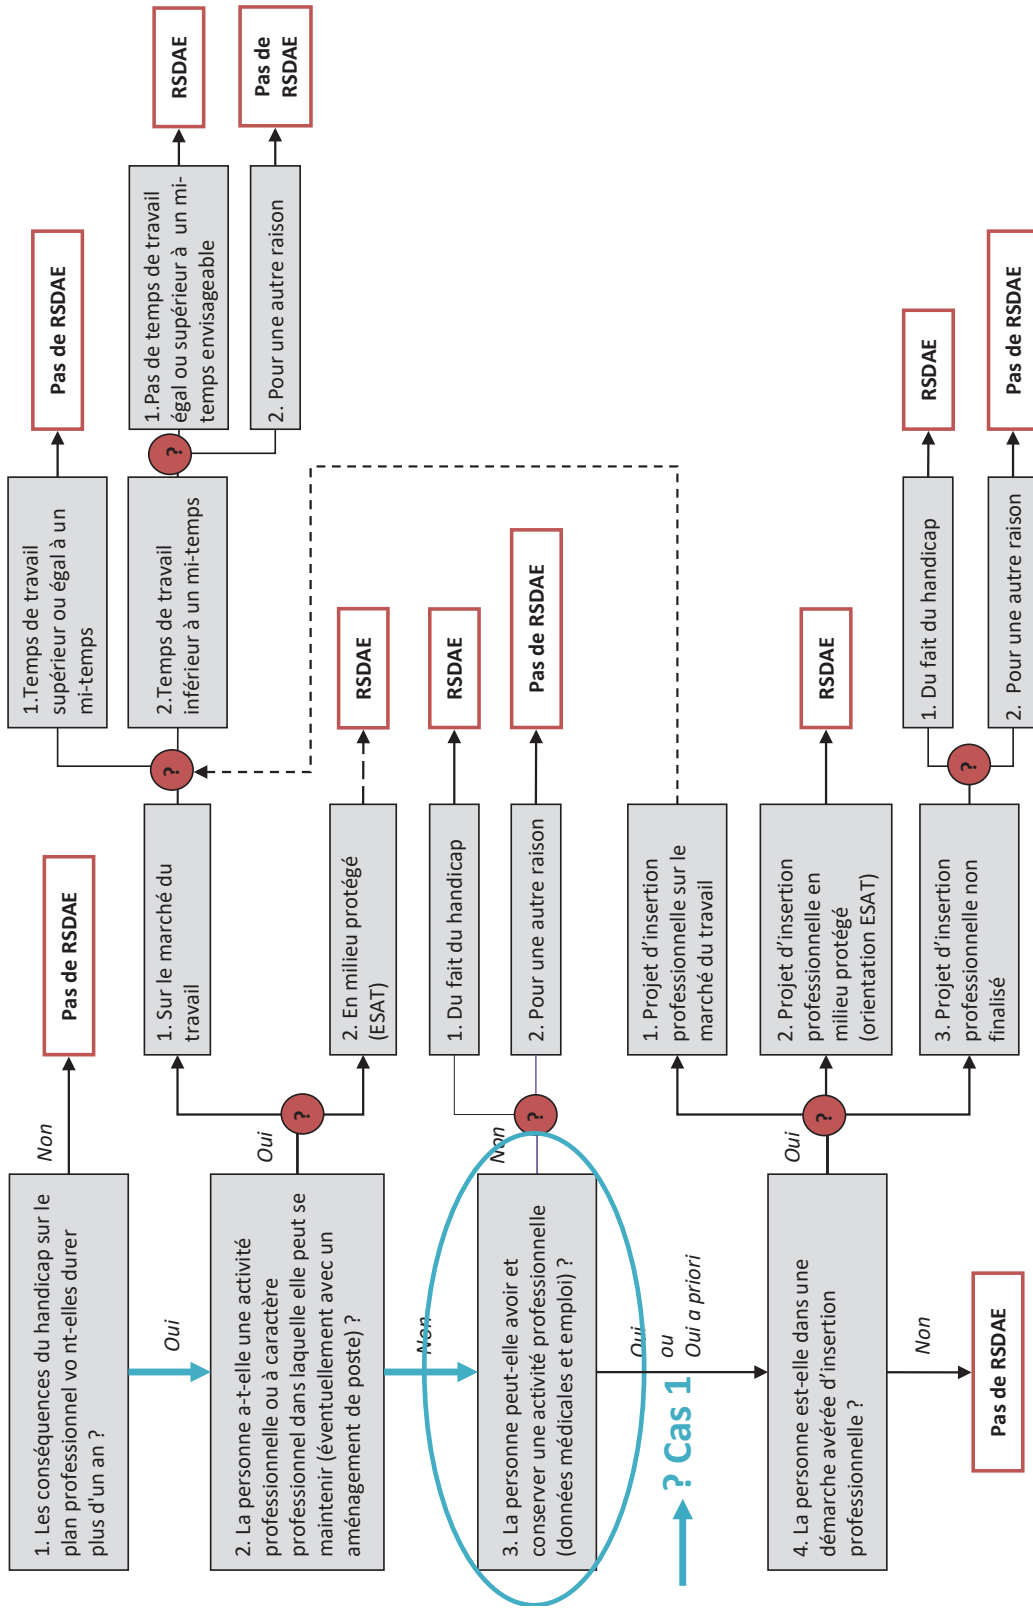 1. Les conséquences du handicap sur le
plan professionnel vo nt-elles durer
plus d'un an ?
Non
Pas de RSDAE
Oui
2. La personne a-t-elle une activité
professionnelle ou à caractère
professionnel dans laquelle elle peut se
maintenir (éventuellement avec un
aménagement de poste) ?
Oui
?
1. Sur le marché du
travail
?
1.Temps de travail
supérieur ou égal à un
mi-temps
Pas de RSDAE
2.Temps de travail
inférieur à un mi-temps
?
1.Pas de temps de travail
égal ou supérieur à un mi-
temps envisageable
RSDAE
2. Pour une autre raison
Pas de
RSDAE
2. En milieu protégé
(ESAT)
RSDAE
Non
3. La personne peut-elle avoir et
conserver une activité professionnelle
(données médicales et emploi) ?
Non
?
1. Du fait du handicap
RSDAE
2. Pour une autre raison
Pas de RSDAE
Oui
ou
Oui a priori
? Cas 1
4. La personne est-elle dans une
démarche avérée d'insertion
professionnelle ?
Oui
?
1. Projet d'insertion
professionnelle sur le
marché du travail
2. Projet d'insertion
professionnelle en
milieu protégé
(orientation ESAT)
RSDAE
3. Projet d'insertion
professionnelle non
finalisé
?
1. Du fait du handicap
RSDAE
2. Pour une autre raison
Pas de RSDAE
Non
Pas de RSDAE